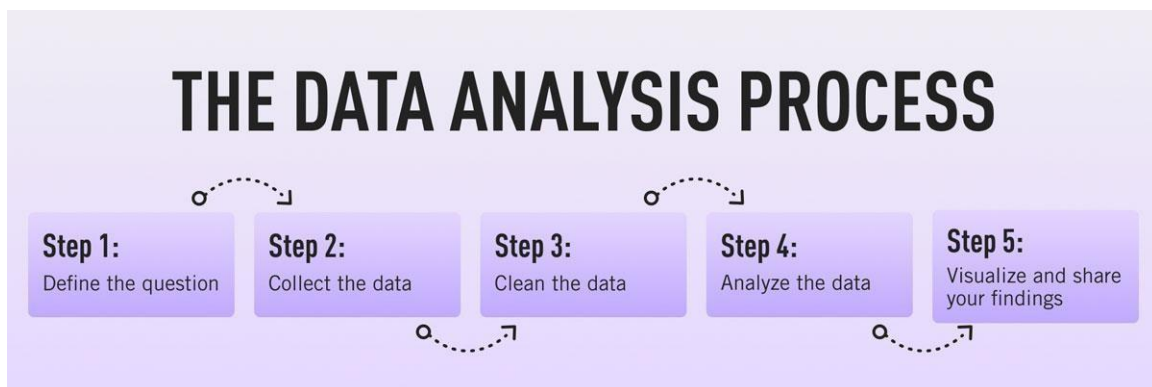 THE DATA ANALYSIS PROCESS
Step 1:
Define the question
Step 2:
Collect the data
Step 3:
Clean the data
Step 4:
Analyze the data
Step 5:
Visualize and share
your findings